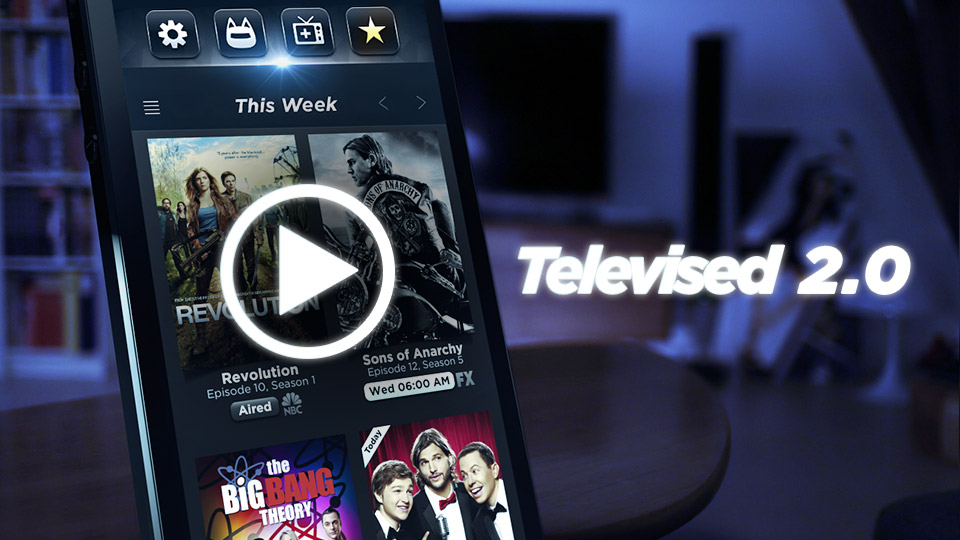 This Week
REVOLUTION
SONS OF ANARCHY
Revolution
Episode 10, Season 1
Aired
NBC
Sons of Anarchy
Episode 12, Season 5
Wed 06:00 AM
FX
the
BIG BANG
THEORY
Today
Televised 2.0